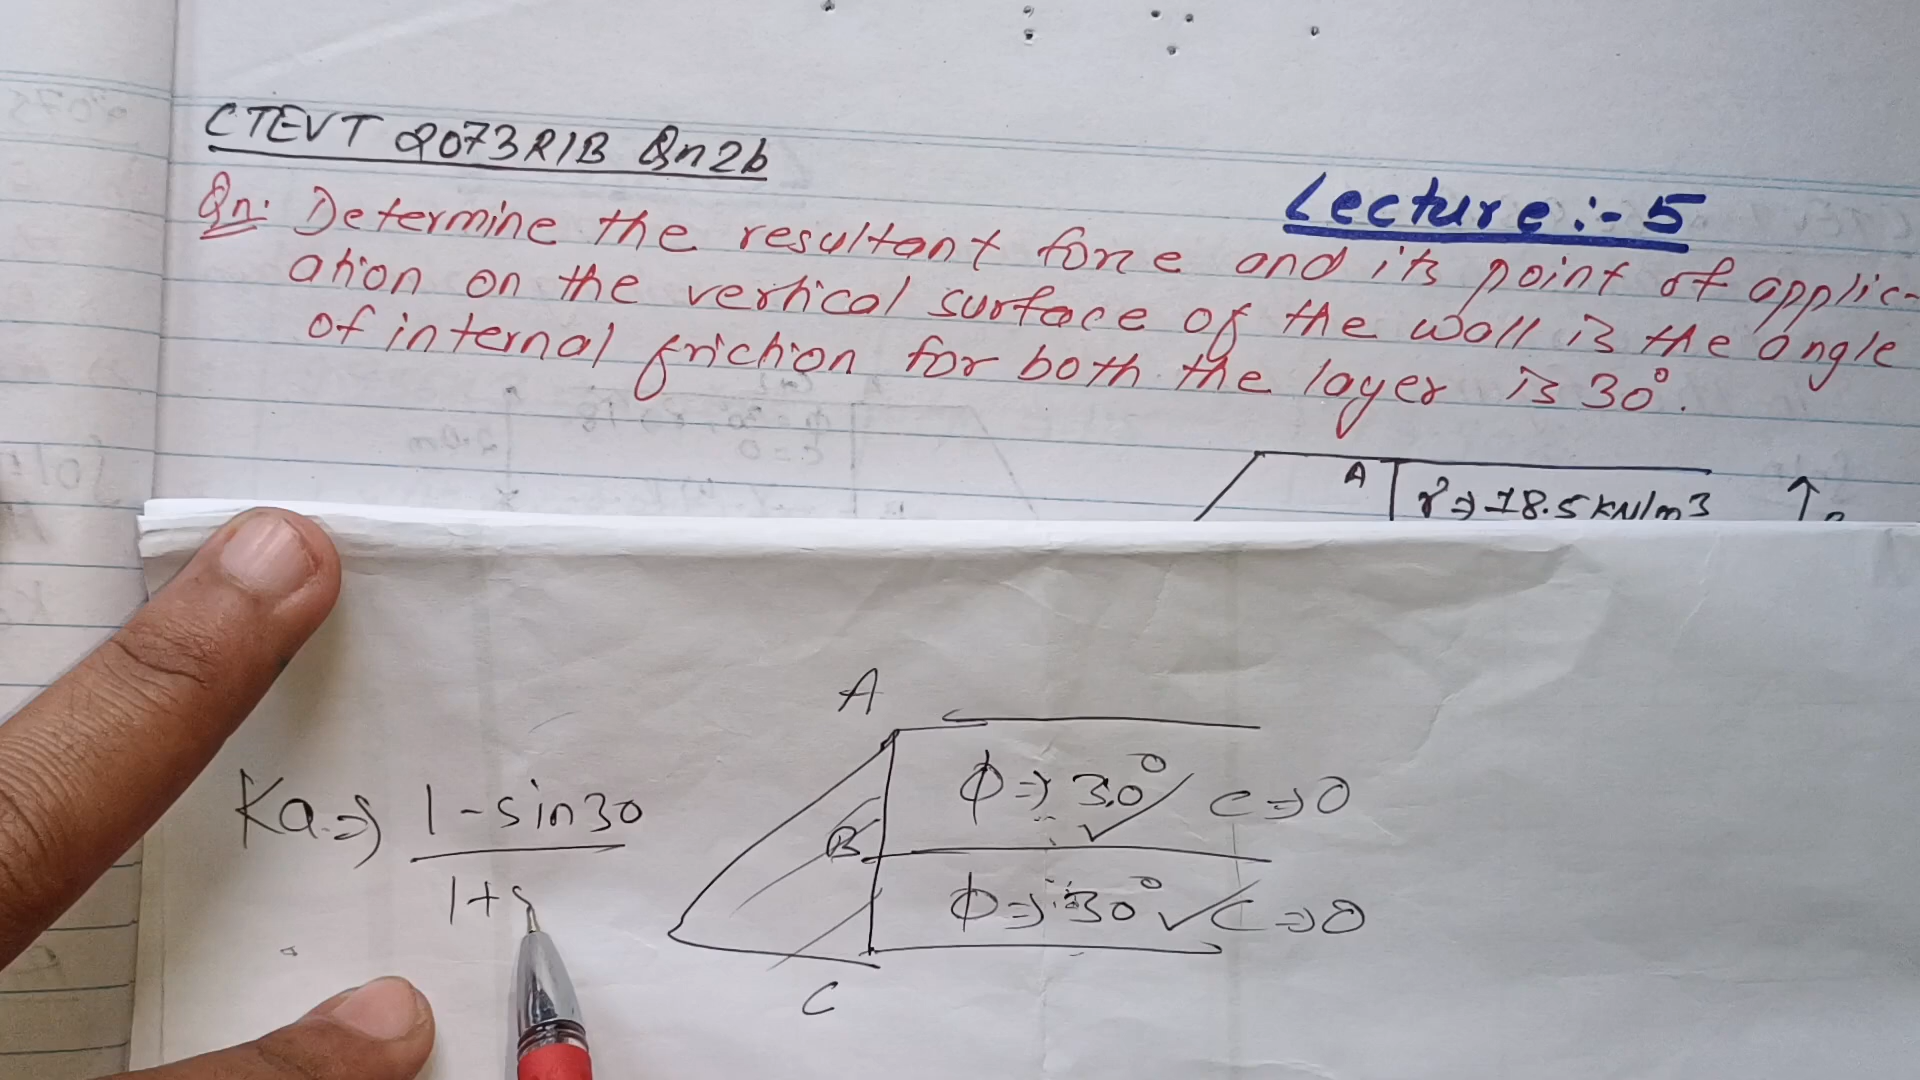 CTEVT 2073 R/B Qn2b
Lecture:- 5
Qn: Determine the resultant force and its point of applic-
ation on the vertical surface of the wall is the angle
of internal friction for both the layer is 30°.
A
γ⇒18.5 kN/m3
A
Ka⇒ 1-sin30
1+s
φ⇒30° ✓ c⇒0
B
φ⇒30° ✓ c⇒0
C